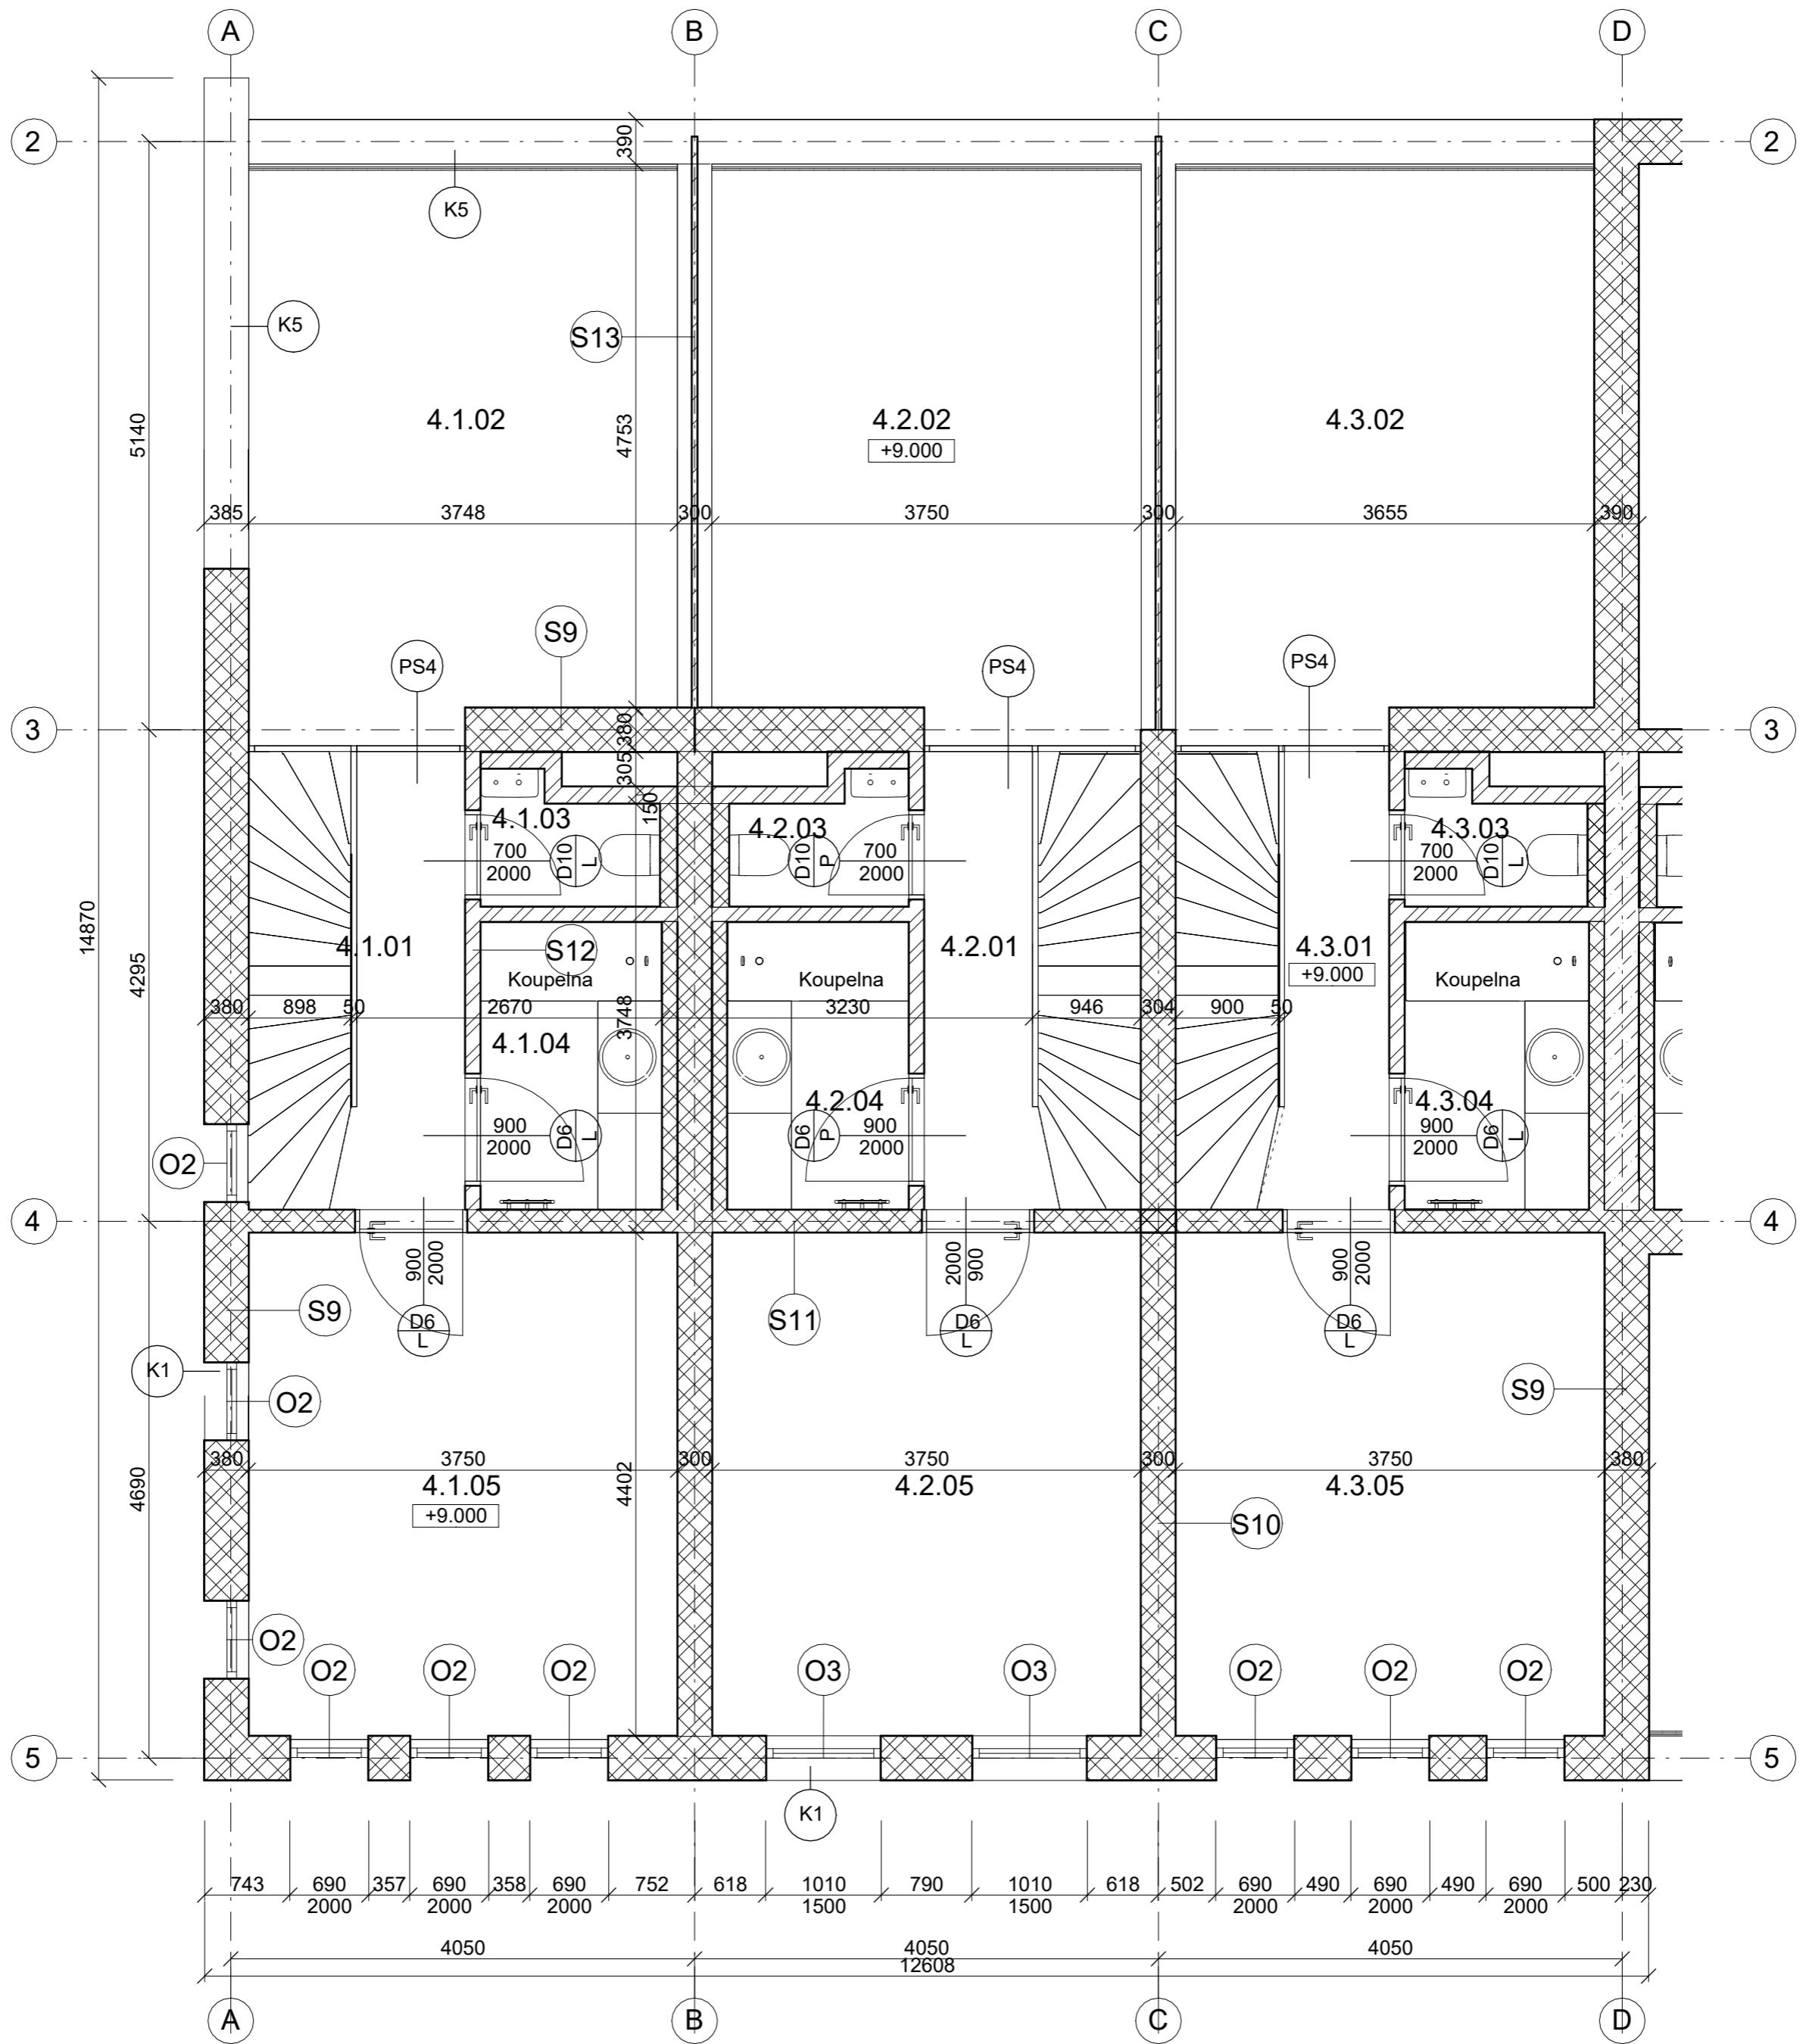 A B C D
2 390 2
K5
K5
S13
5140
4.1.02 4753 4.2.02 4.3.02
+9.000
385 3748 300 3750 300 3655 390
S9
PS4 PS4 PS4
3 380 3
305
150
4.1.03 4.2.03 4.3.03
700 D10 L D10 P 700 700 D10 L
2000 2000 2000
14870
4295
4.1.01 S12 4.2.01 4.3.01
Koupelna Koupelna +9.000 Koupelna
380 898 50 2670 3748 3230 946 304 900 50
4.1.04
4.2.04 4.3.04
900 D6 L D6 P 900 900 D6 L
2000 2000 2000
O2
4 4
900 2000 2000 900 900 2000
S9 D6 S11 D6 D6
L L L
K1
O2 S9
380 3750 300 3750 300 3750 380
4690
4.1.05 4402 4.2.05 4.3.05
+9.000
S10
O2
O2 O2 O2 O3 O3 O2 O2 O2
5 5
K1
743 690 357 690 358 690 752 618 1010 790 1010 618 502 690 490 690 490 690 500 230
2000 2000 2000 1500 1500 2000 2000 2000
4050 4050 4050
12608
A B C D